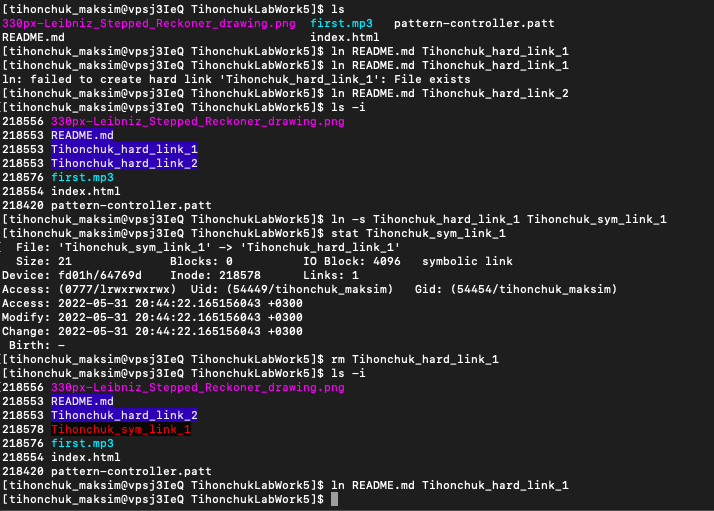 [tihonchuk_maksim@vpsj3IeQ TihonchukLabWork5]$ ls
330px-Leibniz_Stepped_Reckoner_drawing.png  first.mp3   pattern-controller.patt
README.md                                   index.html
[tihonchuk_maksim@vpsj3IeQ TihonchukLabWork5]$ ln README.md Tihonchuk_hard_link_1
[tihonchuk_maksim@vpsj3IeQ TihonchukLabWork5]$ ln README.md Tihonchuk_hard_link_1
ln: failed to create hard link 'Tihonchuk_hard_link_1': File exists
[tihonchuk_maksim@vpsj3IeQ TihonchukLabWork5]$ ln README.md Tihonchuk_hard_link_2
[tihonchuk_maksim@vpsj3IeQ TihonchukLabWork5]$ ls -i
218556 330px-Leibniz_Stepped_Reckoner_drawing.png
218553 README.md
218553 Tihonchuk_hard_link_1
218553 Tihonchuk_hard_link_2
218576 first.mp3
218554 index.html
218420 pattern-controller.patt
[tihonchuk_maksim@vpsj3IeQ TihonchukLabWork5]$ ln -s Tihonchuk_hard_link_1 Tihonchuk_sym_link_1
[tihonchuk_maksim@vpsj3IeQ TihonchukLabWork5]$ stat Tihonchuk_sym_link_1
  File: 'Tihonchuk_sym_link_1' -> 'Tihonchuk_hard_link_1'
  Size: 21              Blocks: 0          IO Block: 4096   symbolic link
Device: fd01h/64769d    Inode: 218578      Links: 1
Access: (0777/lrwxrwxrwx)  Uid: (54449/tihonchuk_maksim)   Gid: (54454/tihonchuk_maksim)
Access: 2022-05-31 20:44:22.165156043 +0300
Modify: 2022-05-31 20:44:22.165156043 +0300
Change: 2022-05-31 20:44:22.165156043 +0300
 Birth: -
[tihonchuk_maksim@vpsj3IeQ TihonchukLabWork5]$ rm Tihonchuk_hard_link_1
[tihonchuk_maksim@vpsj3IeQ TihonchukLabWork5]$ ls -i
218556 330px-Leibniz_Stepped_Reckoner_drawing.png
218553 README.md
218553 Tihonchuk_hard_link_2
218578 Tihonchuk_sym_link_1
218576 first.mp3
218554 index.html
218420 pattern-controller.patt
[tihonchuk_maksim@vpsj3IeQ TihonchukLabWork5]$ ln README.md Tihonchuk_hard_link_1
[tihonchuk_maksim@vpsj3IeQ TihonchukLabWork5]$